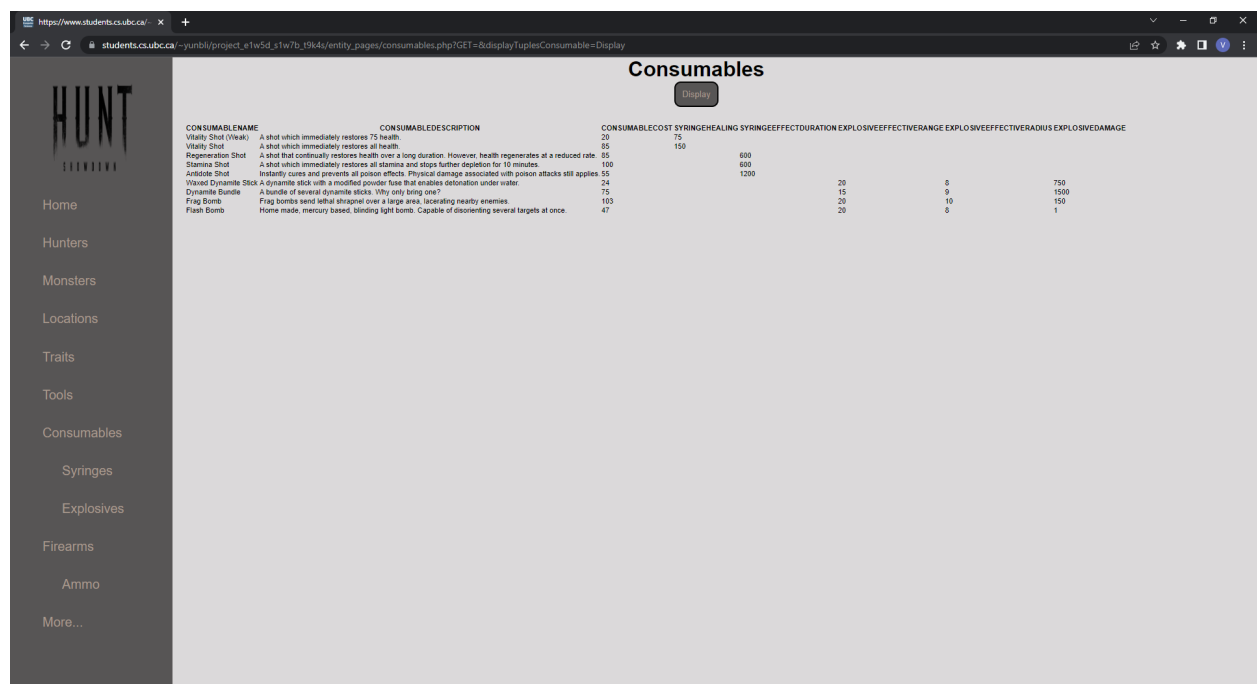 https://www.students.cs.ubc.ca/~
students.cs.ubc.ca/~yunbli/project_e1w5d_s1w7b_t9k4s/entity_pages/consumables.php?GET=&displayTuplesConsumable=Display
V
HUNT
SHOWDOWN
Home
Hunters
Monsters
Locations
Traits
Tools
Consumables
Syringes
Explosives
Firearms
Ammo
More...
Consumables
Display
CONSUMABLENAME CONSUMABLEDESCRIPTION CONSUMABLECOST SYRINGEHEALING SYRINGEEFFECTDURATION EXPLOSIVEEFFECTIVERANGE EXPLOSIVEEFFECTIVERADIUS EXPLOSIVEDAMAGE
Vitality Shot (Weak) A shot which immediately restores 75 health. 20 75
Vitality Shot A shot which immediately restores all health. 85 150
Regeneration Shot A shot that continually restores health over a long duration. However, health regenerates at a reduced rate. 85 600
Stamina Shot A shot which immediately restores all stamina and stops further depletion for 10 minutes. 100 600
Antidote Shot Instantly cures and prevents all poison effects. Physical damage associated with poison attacks still applies. 55 1200
Waxed Dynamite Stick A dynamite stick with a modified powder fuse that enables detonation under water. 24 20 8 750
Dynamite Bundle A bundle of several dynamite sticks. Why only bring one? 75 15 9 1500
Frag Bomb Frag bombs send lethal shrapnel over a large area, lacerating nearby enemies. 103 20 10 150
Flash Bomb Home made, mercury based, blinding light bomb. Capable of disorienting several targets at once. 47 20 8 1